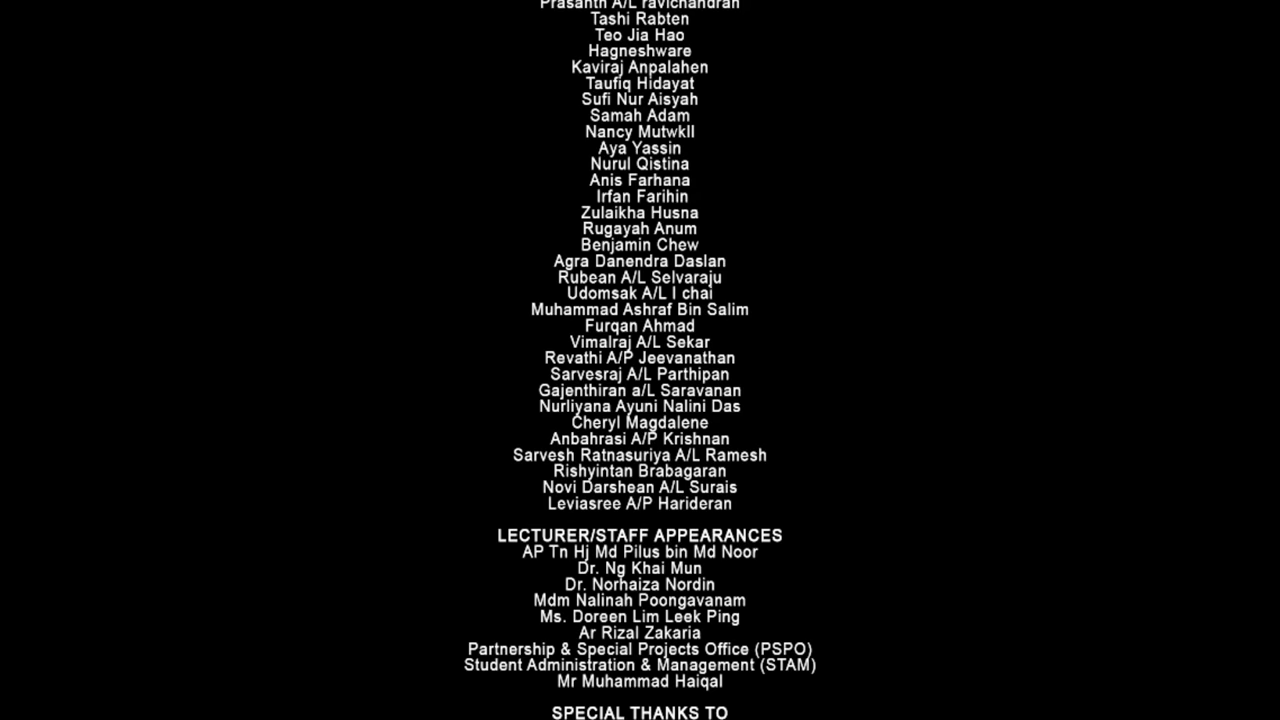 Prasanth A/L ravichandran
Tashi Rabten
Teo Jia Hao
Hagneshware
Kaviraj Anpalahen
Taufiq Hidayat
Sufi Nur Aisyah
Samah Adam
Nancy Mutwkll
Aya Yassin
Nurul Qistina
Anis Farhana
Irfan Farihin
Zulaikha Husna
Rugayah Anum
Benjamin Chew
Agra Danendra Daslan
Rubean A/L Selvaraju
Udomsak A/L I chai
Muhammad Ashraf Bin Salim
Furqan Ahmad
Vimalraj A/L Sekar
Revathi A/P Jeevanathan
Sarvesraj A/L Parthipan
Gajenthiran a/L Saravanan
Nurliyana Ayuni Nalini Das
Cheryl Magdalene
Anbahrasi A/P Krishnan
Sarvesh Ratnasuriya A/L Ramesh
Rishyintan Brabagaran
Novi Darshean A/L Surais
Leviasree A/P Harideran
LECTURER/STAFF APPEARANCES
AP Tn Hj Md Pilus bin Md Noor
Dr. Ng Khai Mun
Dr. Norhaiza Nordin
Mdm Nalinah Poongavanam
Ms. Doreen Lim Leek Ping
Ar Rizal Zakaria
Partnership & Special Projects Office (PSPO)
Student Administration & Management (STAM)
Mr Muhammad Haiqal
SPECIAL THANKS TO